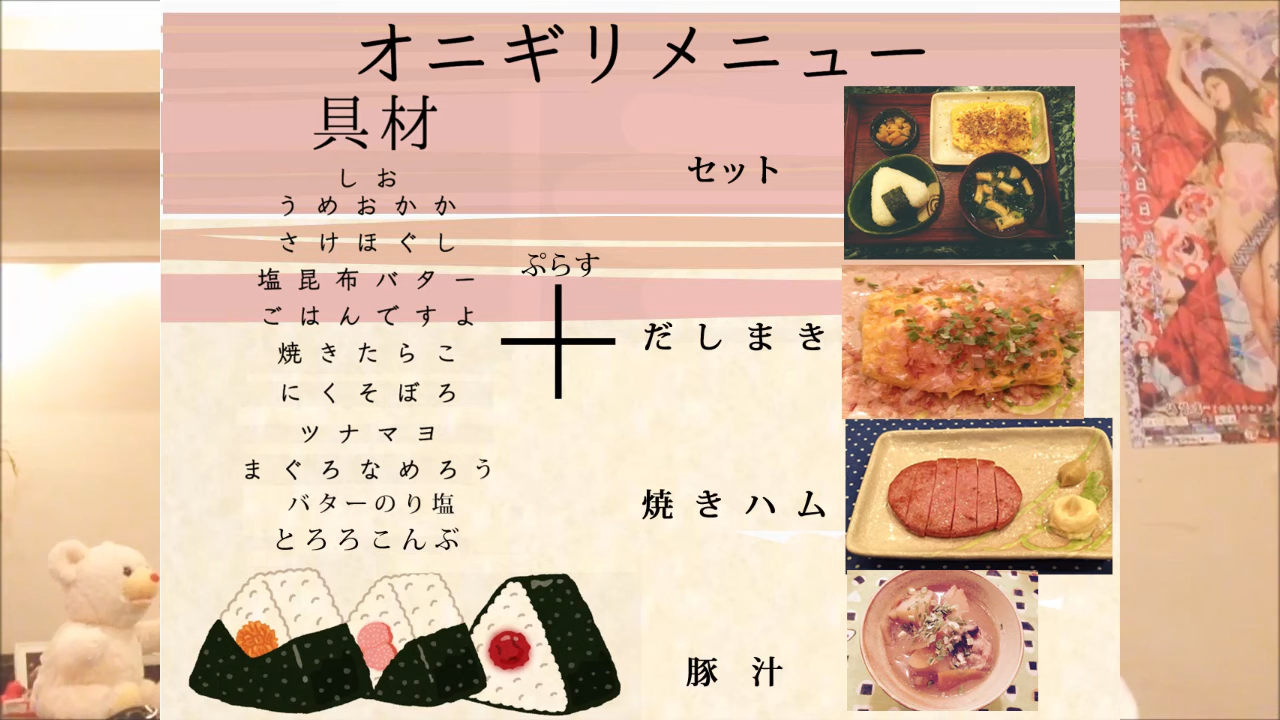 オニギリメニュー
具材
しお
うめおかか
さけほぐし
塩昆布バター
ごはんですよ
焼きたらこ
にくそぼろ
ツナマヨ
まぐろなめろう
バターのり塩
とろろこんぶ
ぷらす
セット
だしまき
焼きハム
豚汁